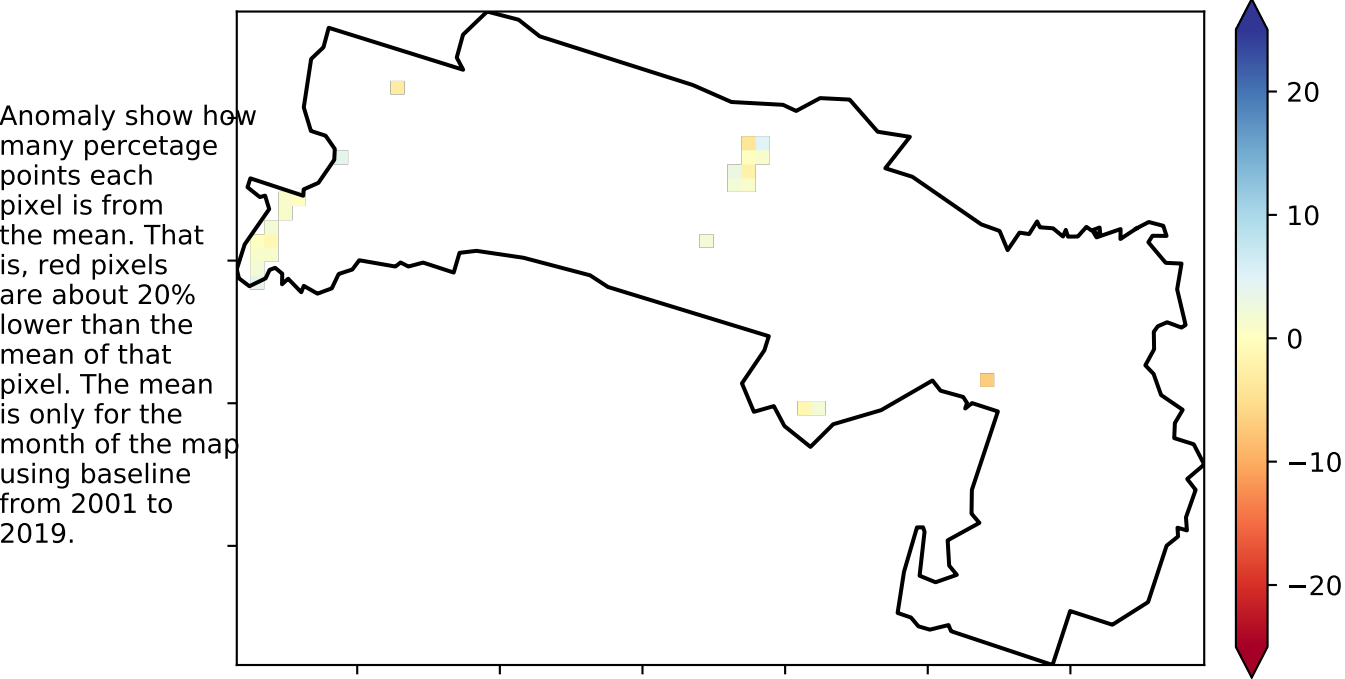 Anomaly show how
many percetage
points each
pixel is from
the mean. That
is, red pixels
are about 20%
lower than the
mean of that
pixel. The mean
is only for the
month of the map
using baseline
from 2001 to
2019.
20
10
0
−10
−20